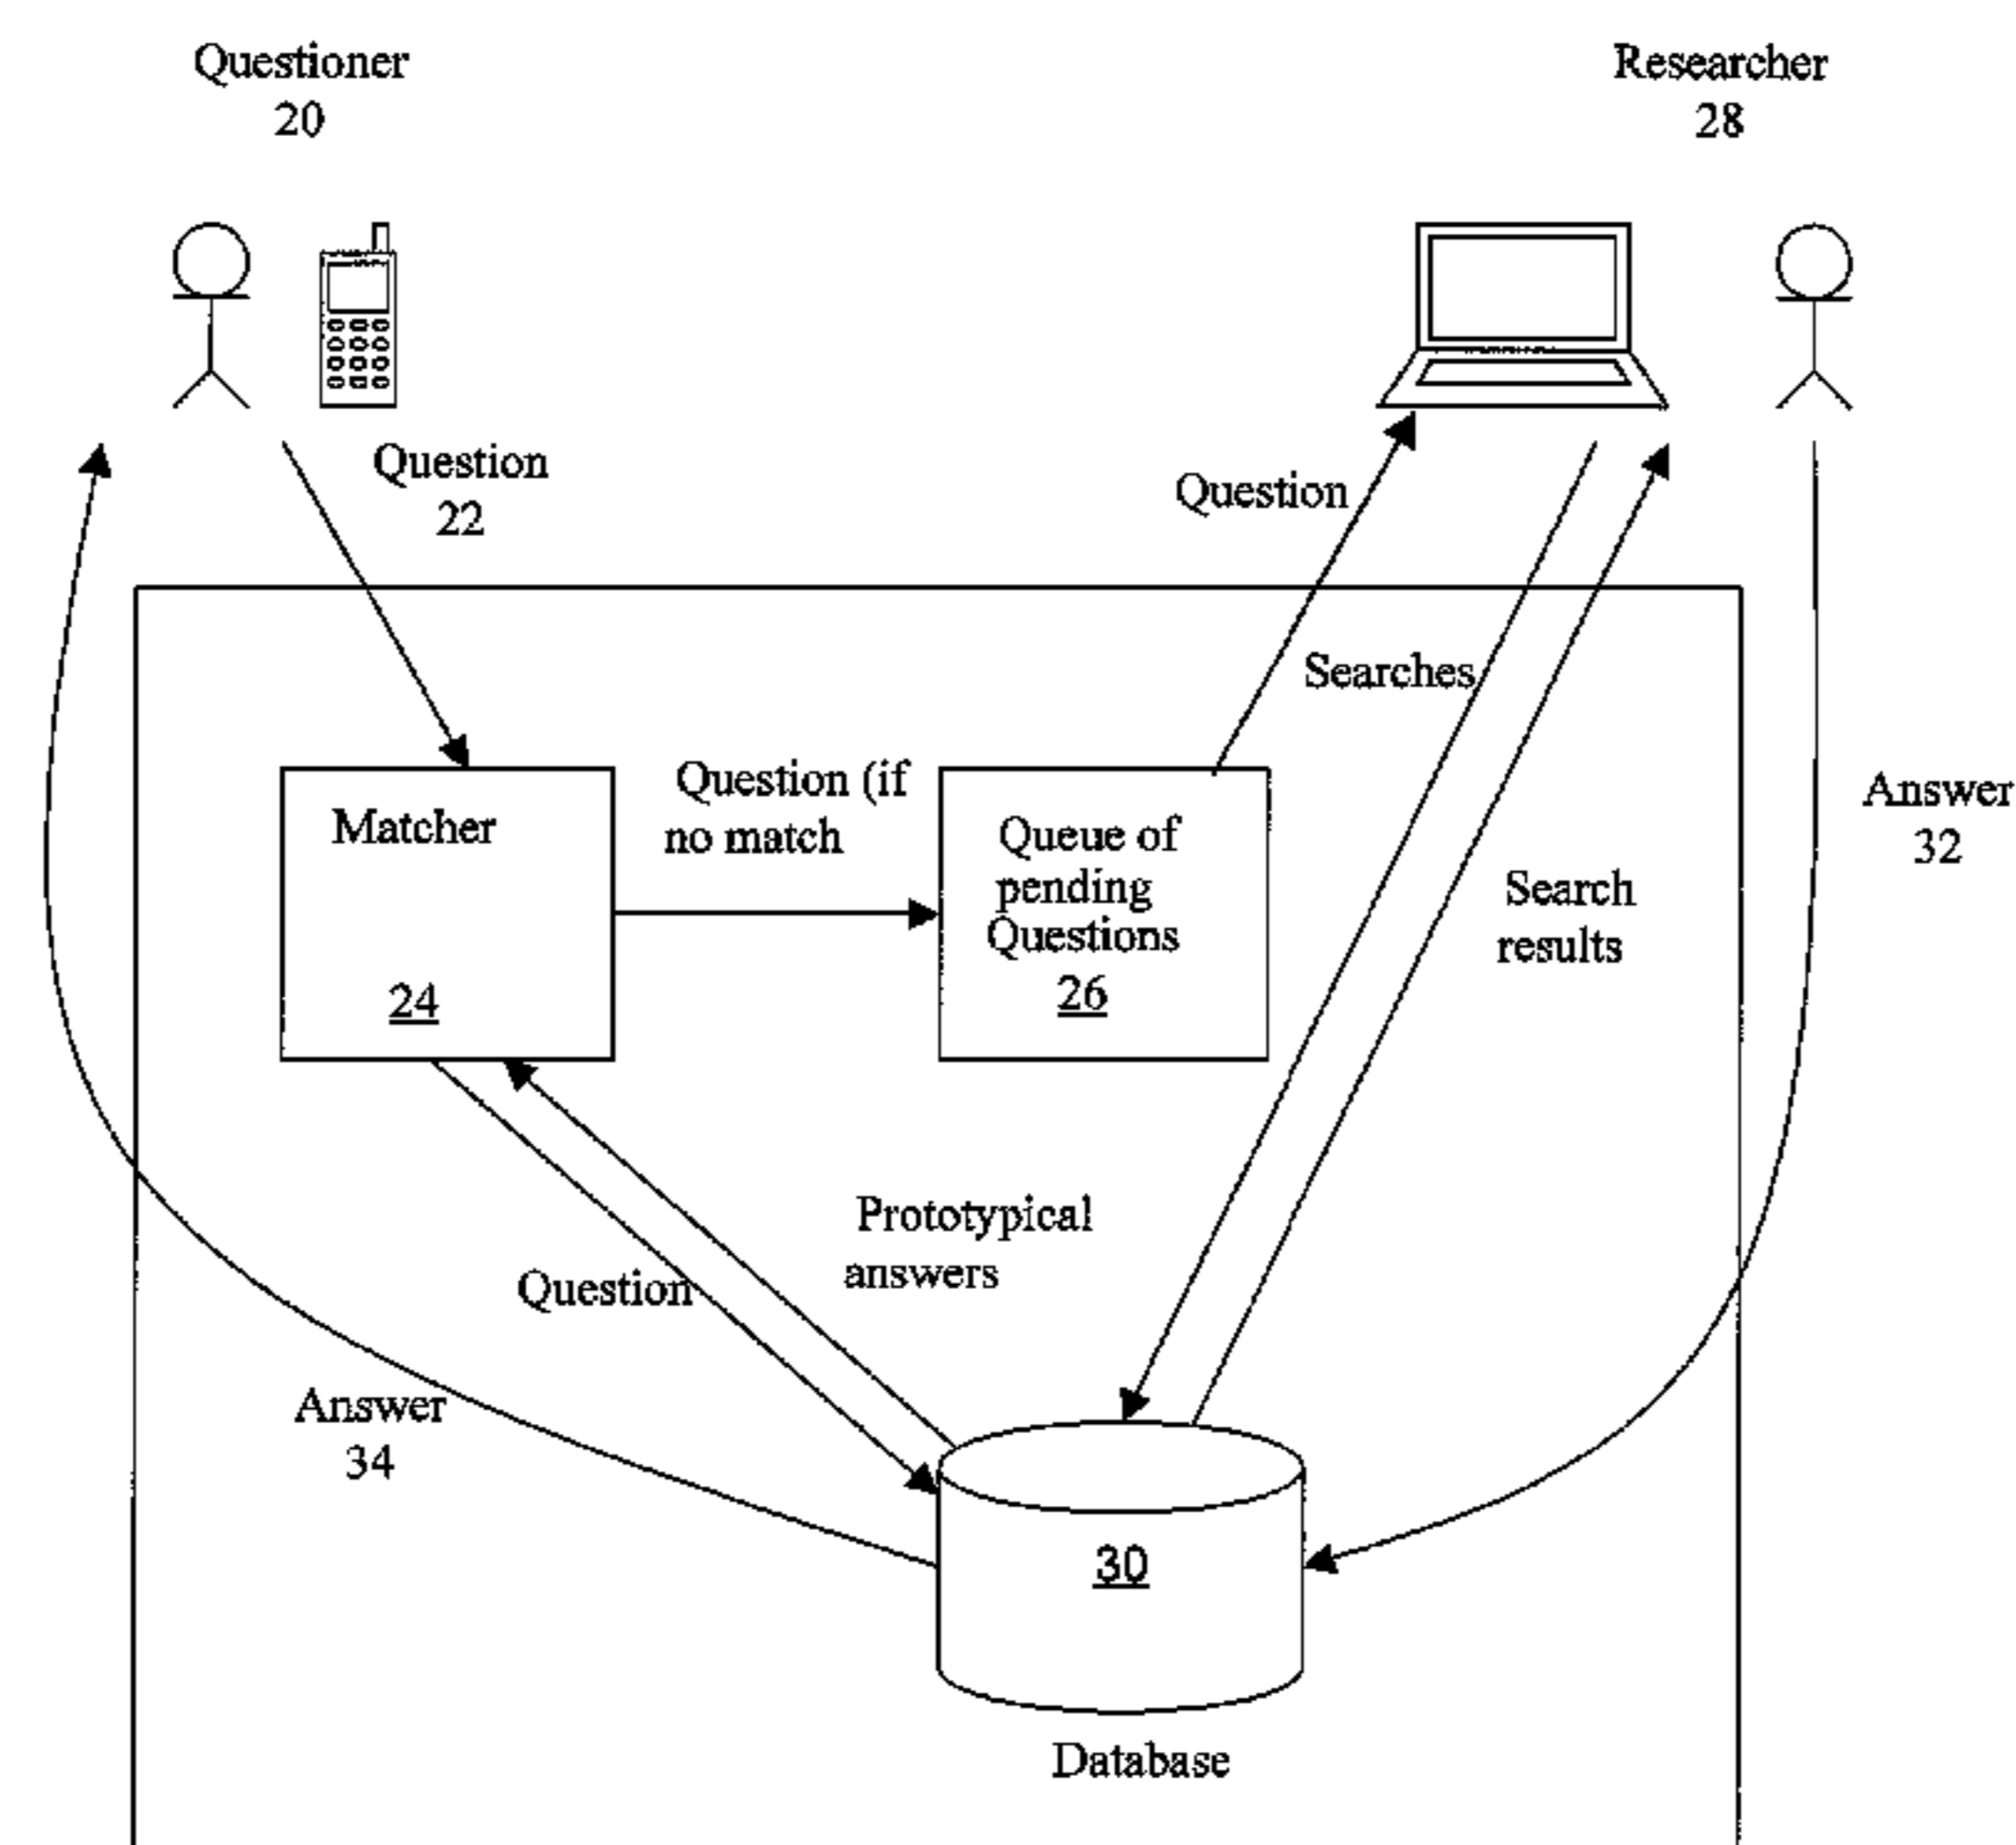 Questioner
20
Researcher
28
Question
22
Question
Searches
Question (if
no match
Matcher
24
Queue of
pending
Questions
26
Answer
32
Search
results
Prototypical
answers
Question
Answer
34
30
Database